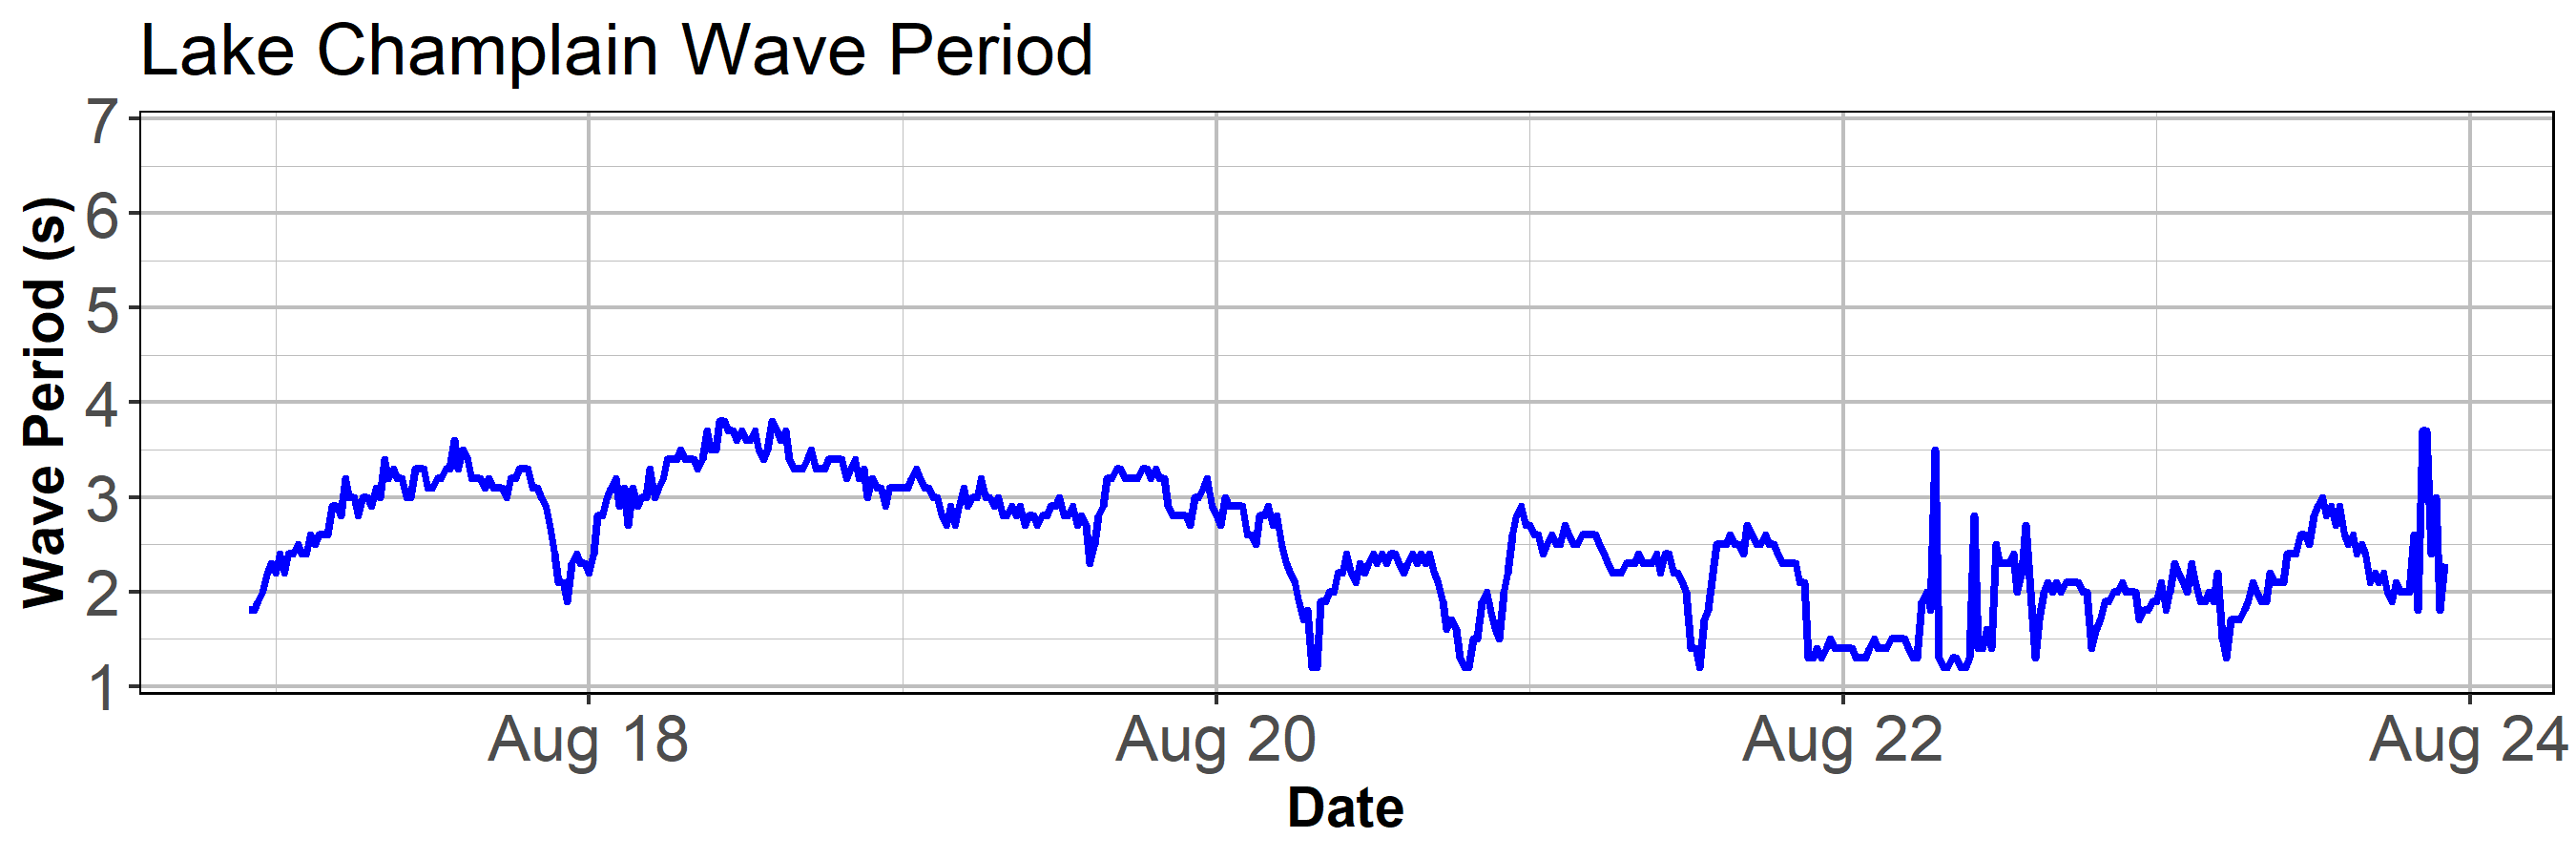 Lake Champlain Wave Period
Wave Period (s)
7
6
5
4
3
2
1
Aug 18
Aug 20
Aug 22
Aug 24
Date